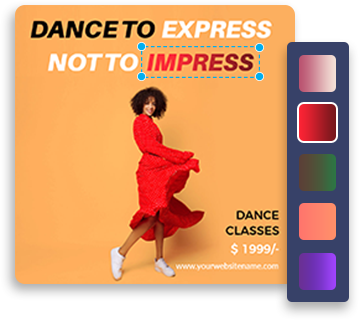 DANCE TO EXPRESS
NOT TO IMPRESS
DANCE
CLASSES
$ 1999/-
www.yourwebsitename.com